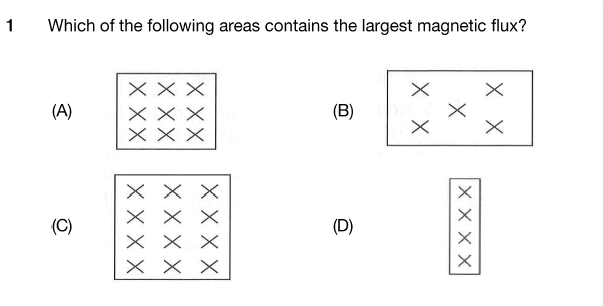 1 Which of the following areas contains the largest magnetic flux?
(A) (B)
(C) (D)